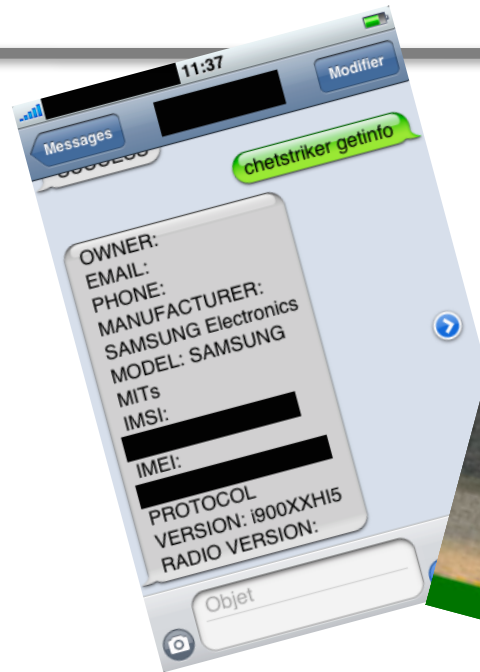 11:37
Messages
Modifier
SUCCESS
chetstriker getinfo
OWNER:
EMAIL:
PHONE:
MANUFACTURER:
SAMSUNG Electronics
MODEL: SAMSUNG
MITs
IMSI:
IMEI:
PROTOCOL
VERSION: i900XXHI5
RADIO VERSION:
Objet